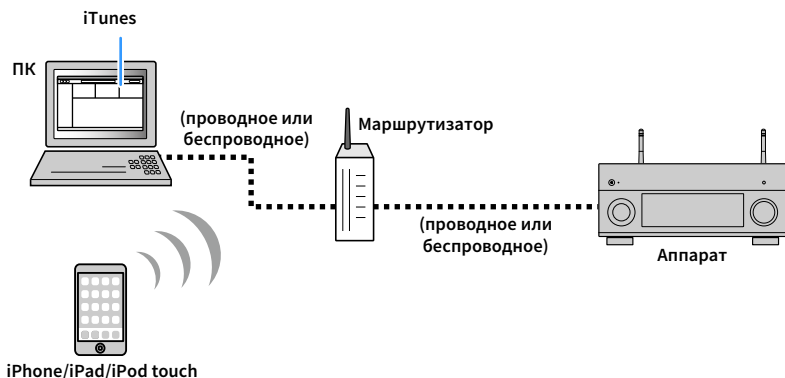 iTunes
ПК
(проводное или
беспроводное)
Маршрутизатор
(проводное или
беспроводное)
Аппарат
iPhone/iPad/iPod touch